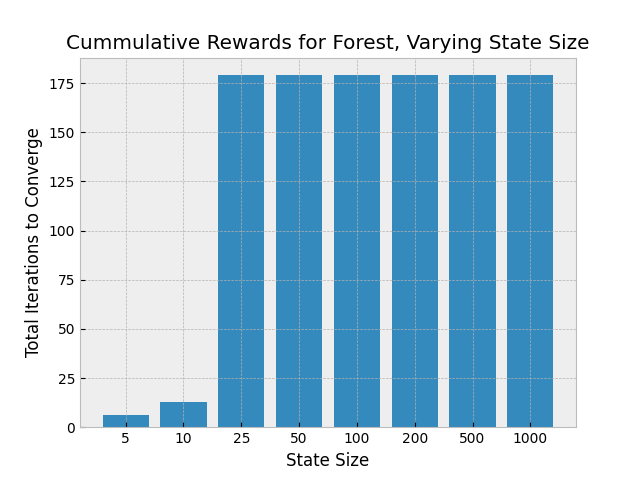 Cummulative Rewards for Forest, Varying State Size
Total Iterations to Converge
175
150
125
100
75
50
25
0
5 10 25 50 100 200 500 1000
State Size